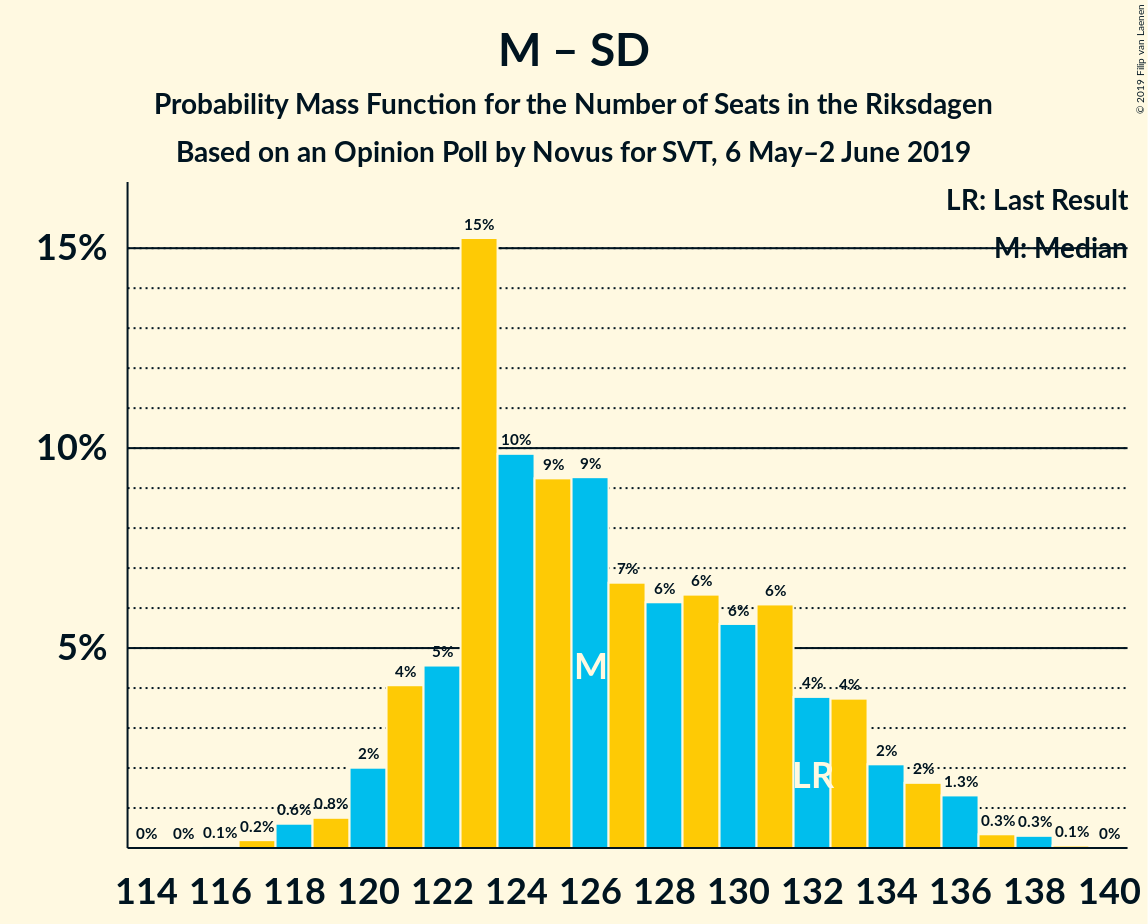 M – SD
Probability Mass Function for the Number of Seats in the Riksdagen
Based on an Opinion Poll by Novus for SVT, 6 May–2 June 2019
© 2019 Filip van Laenen
LR: Last Result
M: Median
15%
10%
5%
0% 0% 0.1% 0.2% 0.6% 0.8% 2% 4% 5% 15% 10% 9% 9% 7% 6% 6% 6% 6% 4% 4% 2% 2% 1.3% 0.3% 0.3% 0.1% 0%
M
LR
114 116 118 120 122 124 126 128 130 132 134 136 138 140